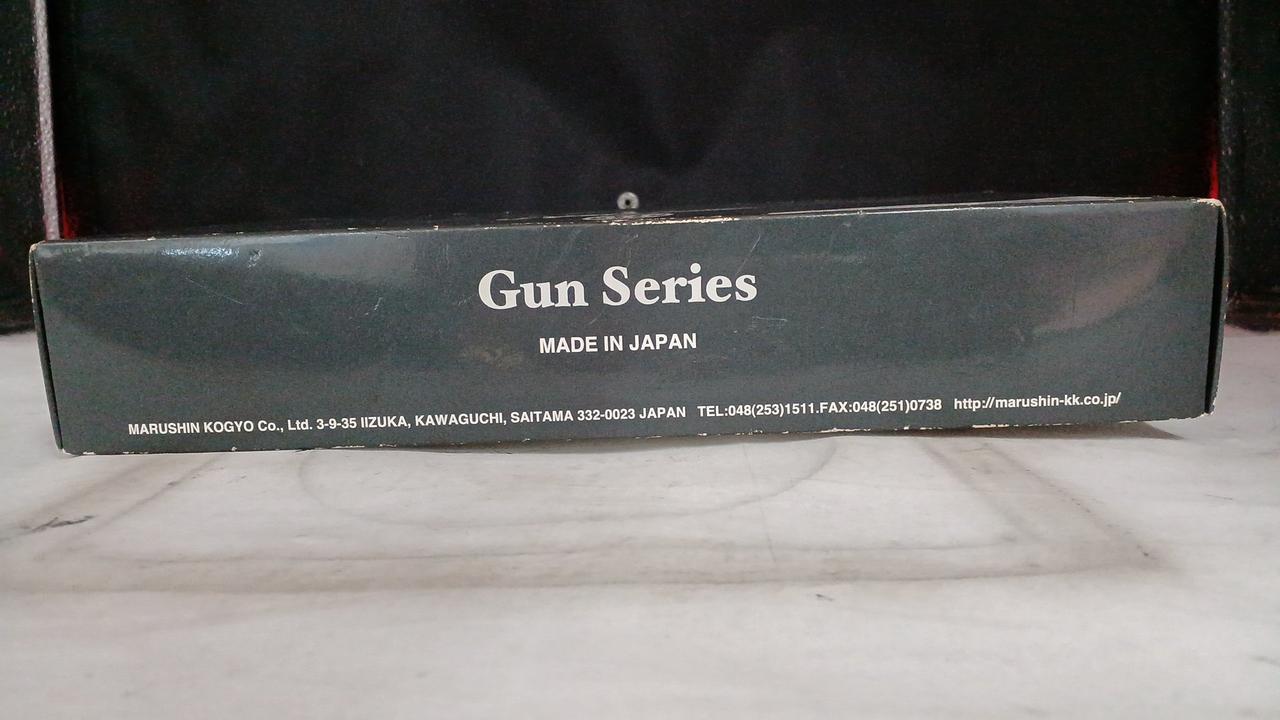 Gun Series
MADE IN JAPAN
MARUSHIN KOGYO Co., Ltd. 3-9-35 IIZUKA, KAWAGUCHI, SAITAMA 332-0023 JAPAN TEL:048(253)1511.FAX:048(251)0738 http://marushin-kk.co.jp/